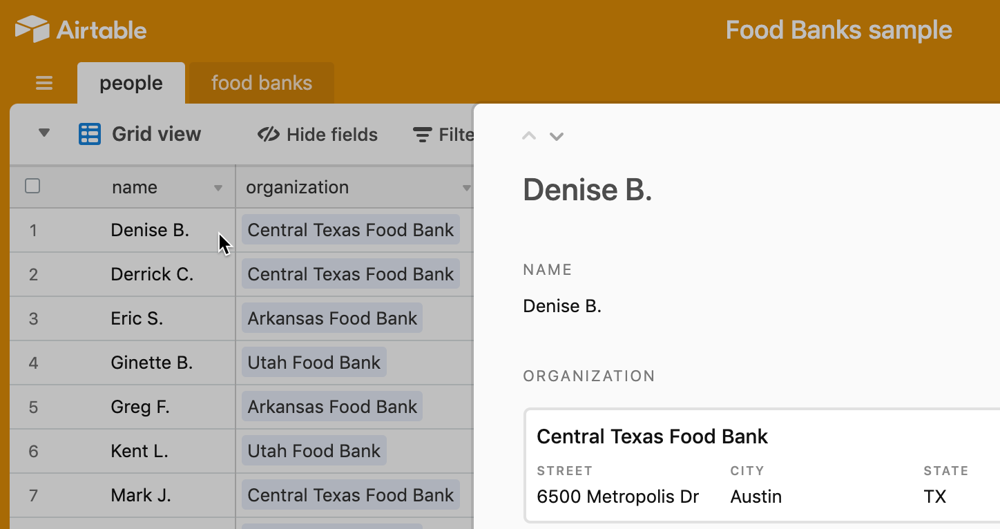 Airtable
Food Banks sample
people
food banks
Grid view
Hide fields
Filte
name
organization
1
Denise B.
Central Texas Food Bank
2
Derrick C.
Central Texas Food Bank
3
Eric S.
Arkansas Food Bank
4
Ginette B.
Utah Food Bank
5
Greg F.
Arkansas Food Bank
6
Kent L.
Utah Food Bank
7
Mark J.
Central Texas Food Bank
Denise B.
NAME
Denise B.
ORGANIZATION
Central Texas Food Bank
STREET
CITY
STATE
6500 Metropolis Dr
Austin
TX